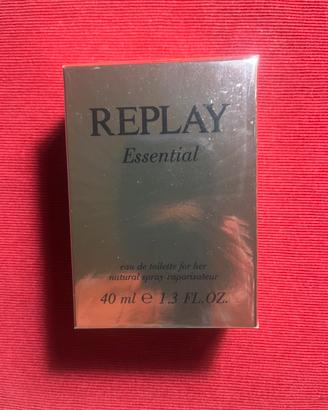 REPLAY
Essential
eau de toilette for her
natural spray-vaporisateur
40 ml ℮ 1.3 FL.OZ.